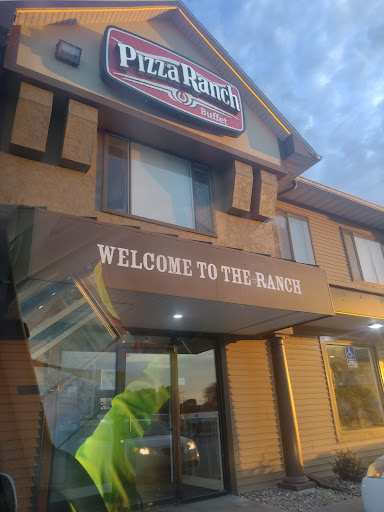 Pizza Ranch
Buffet
WELCOME TO THE RANCH